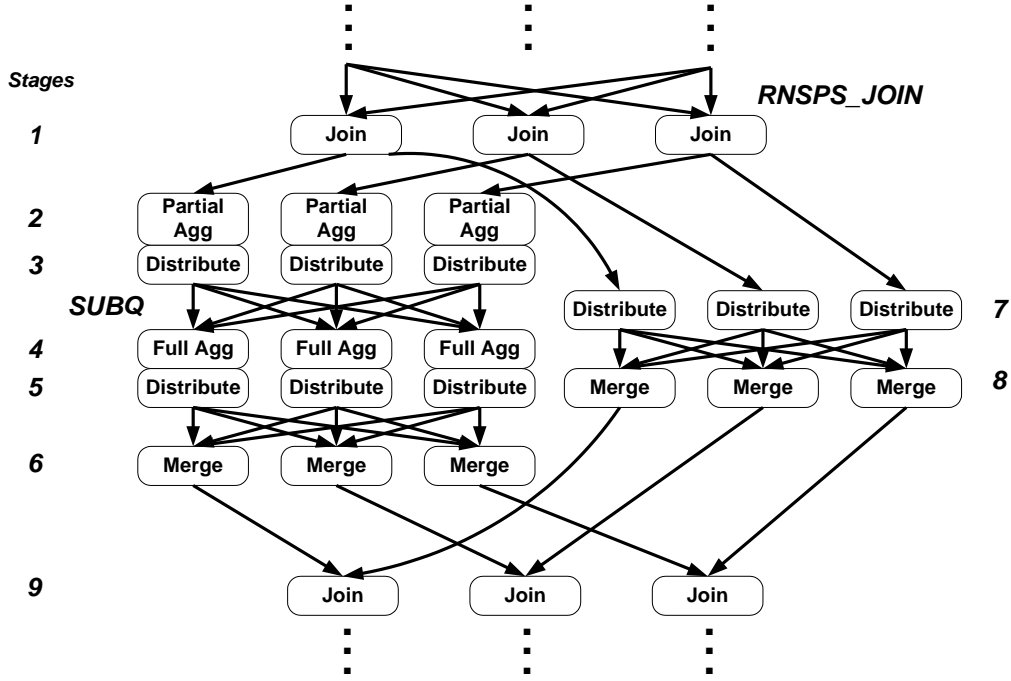 Stages
RNSPS_JOIN
1 Join Join Join
2 Partial Agg Partial Agg Partial Agg
3 Distribute Distribute Distribute
SUBQ
Distribute Distribute Distribute 7
4 Full Agg Full Agg Full Agg
5 Distribute Distribute Distribute
Merge Merge Merge 8
6 Merge Merge Merge
9 Join Join Join